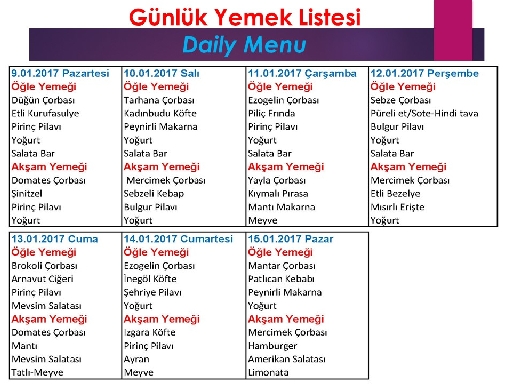 Günlük Yemek Listesi
Daily Menu
9.01.2017 Pazartesi
Öğle Yemeği
Düğün Çorbası
Etli Kurufasulye
Pirinç Pilavı
Yoğurt
Salata Bar
Akşam Yemeği
Domates Çorbası
Sinitzel
Pirinç Pilavı
Yoğurt
10.01.2017 Salı
Öğle Yemeği
Tarhana Çorbası
Kadınbudu Köfte
Peynirli Makarna
Yoğurt
Salata Bar
Akşam Yemeği
Mercimek Çorbası
Sebzeli Kebap
Bulgur Pilavı
Yoğurt
11.01.2017 Çarşamba
Öğle Yemeği
Ezogelin Çorbası
Piliç Fırında
Pirinç Pilavı
Yoğurt
Salata Bar
Akşam Yemeği
Yayla Çorbası
Kıymalı Pırasa
Mantı Makarna
Meyve
12.01.2017 Perşembe
Öğle Yemeği
Sebze Çorbası
Püreli et/Sote-Hindi tava
Bulgur Pilavı
Yoğurt
Salata Bar
Akşam Yemeği
Mercimek Çorbası
Etli Bezelye
Mısırlı Erişte
Yoğurt
13.01.2017 Cuma
Öğle Yemeği
Brokoli Çorbası
Arnavut Ciğeri
Pirinç Pilavı
Mevsim Salatası
Akşam Yemeği
Domates Çorbası
Mantı
Mevsim Salatası
Tatlı-Meyve
14.01.2017 Cumartesi
Öğle Yemeği
Ezogelin Çorbası
İnegöl Köfte
Şehriye Pilavı
Yoğurt
Akşam Yemeği
Izgara Köfte
Pirinç Pilavı
Ayran
Meyve
15.01.2017 Pazar
Öğle Yemeği
Mantar Çorbası
Patlıcan Kebabı
Peynirli Makarna
Yoğurt
Akşam Yemeği
Mercimek Çorbası
Hamburger
Amerikan Salatası
Limonata